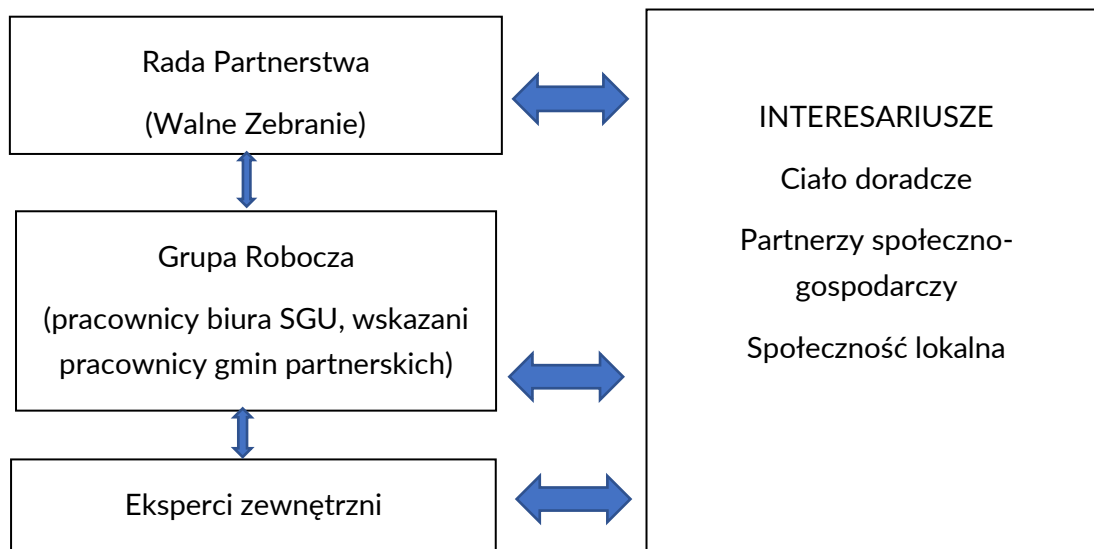 Rada Partnerstwa
(Walne Zebranie)
Grupa Robocza
(pracownicy biura SGU, wskazani
pracownicy gmin partnerskich)
Eksperci zewnętrzni
INTERESARIUSZE
Ciało doradcze
Partnerzy społeczno-
gospodarczy
Społeczność lokalna